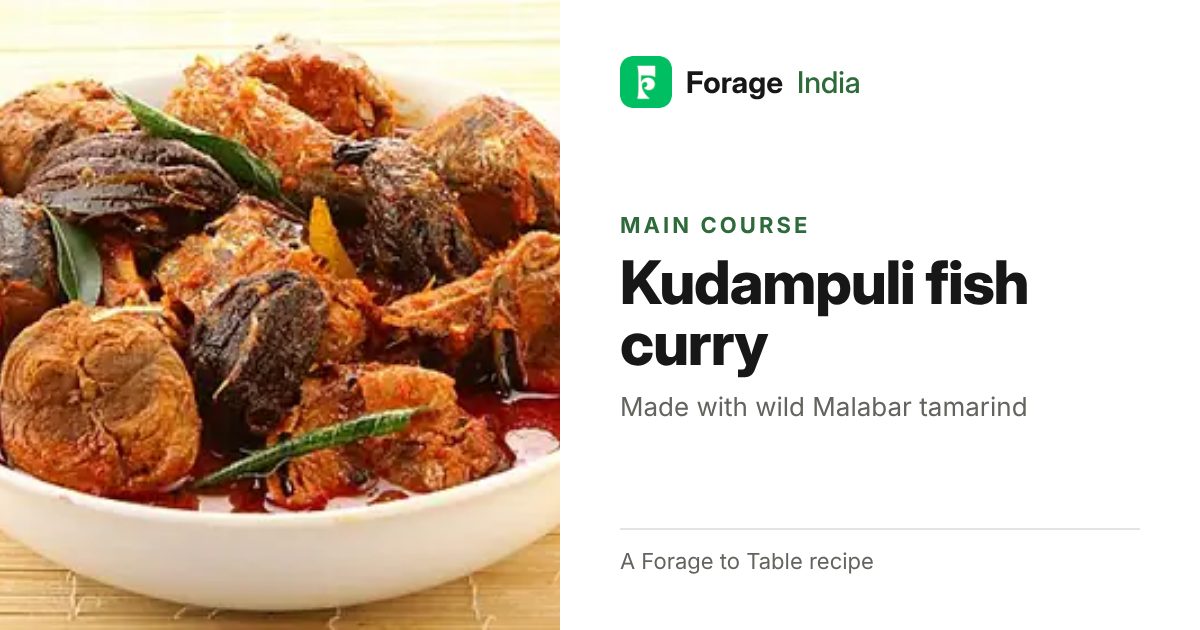 Forage India
MAIN COURSE
Kudampuli fish
curry
Made with wild Malabar tamarind
A Forage to Table recipe